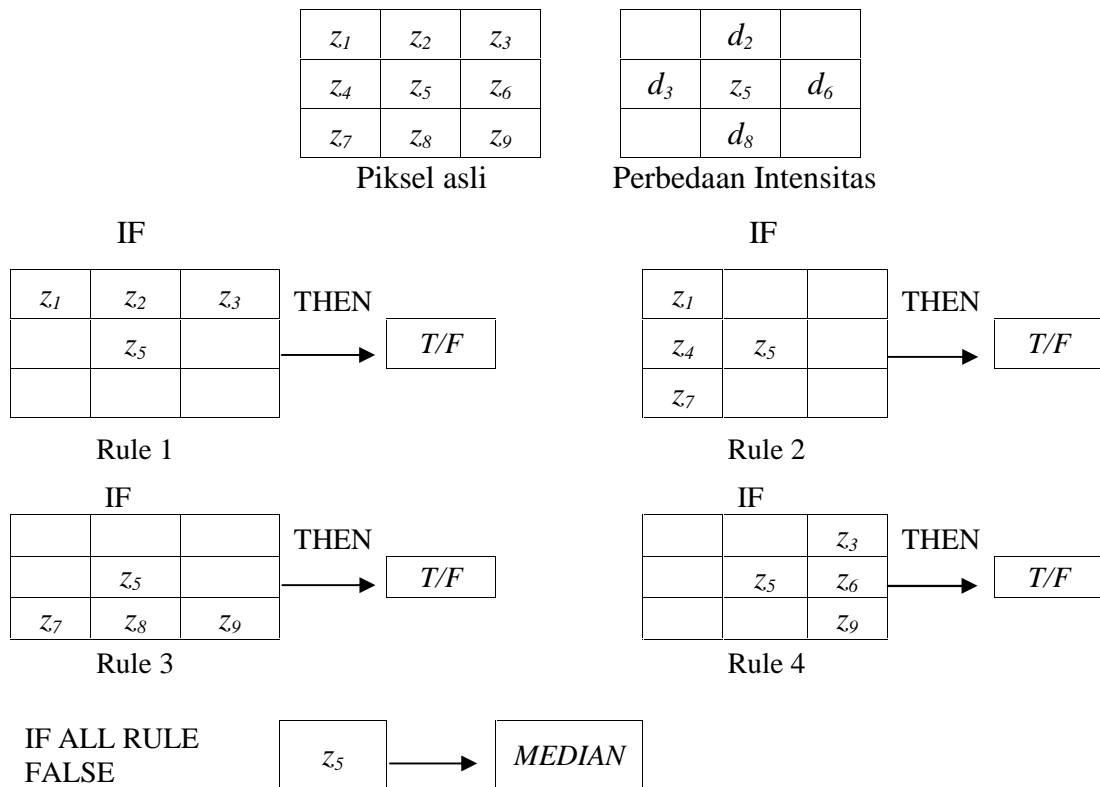 z1 z2 z3 d2
z4 z5 z6 d3 z5 d6
z7 z8 z9 d8
Piksel asli Perbedaan Intensitas
IF IF
z1 z2 z3 THEN z1 THEN
z5 T/F z4 z5 T/F
z7
Rule 1 Rule 2
IF IF
THEN z3 THEN
z5 T/F z5 z6 T/F
z7 z8 z9 z9
Rule 3 Rule 4
IF ALL RULE
FALSE z5 MEDIAN